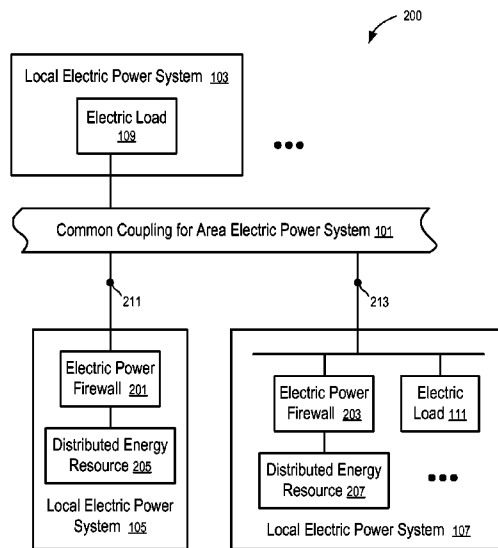 200
Local Electric Power System 103
Electric Load
109
Common Coupling for Area Electric Power System 101
211
213
Electric Power
Firewall 201
Distributed Energy
Resource 205
Local Electric Power
System 105
Electric Power
Firewall 203
Electric
Load 111
Distributed Energy
Resource 207
Local Electric Power System 107